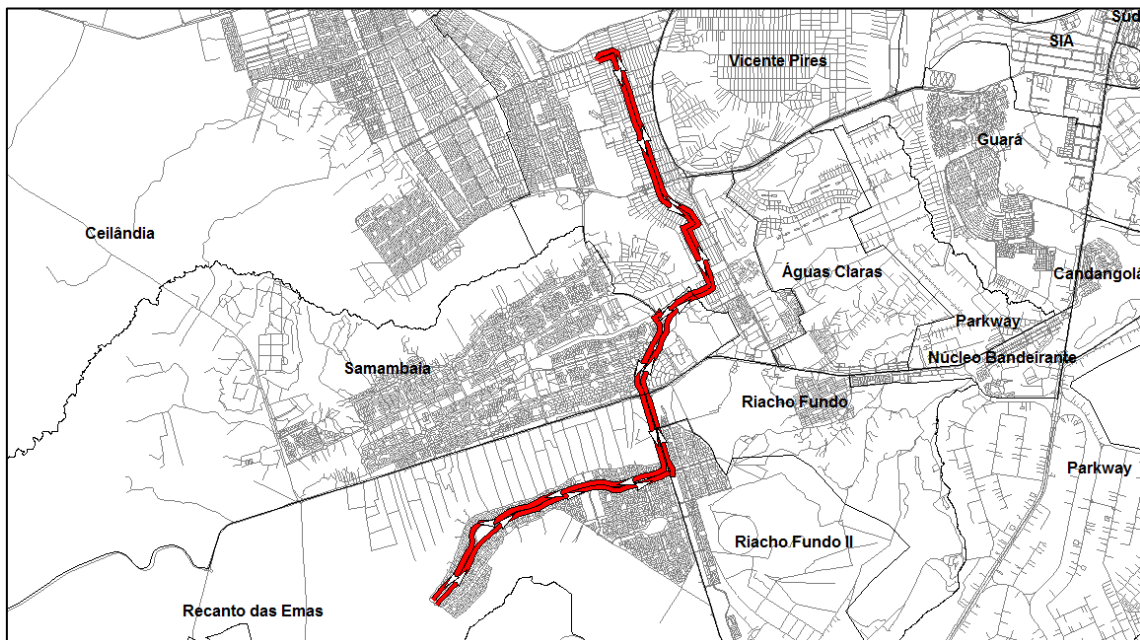 SIA
Vicente Pires
Guará
Ceilândia
Águas Claras
Parkway
Núcleo Bandeirante
Samambaia
Riacho Fundo
Parkway
Riacho Fundo II
Recanto das Emas